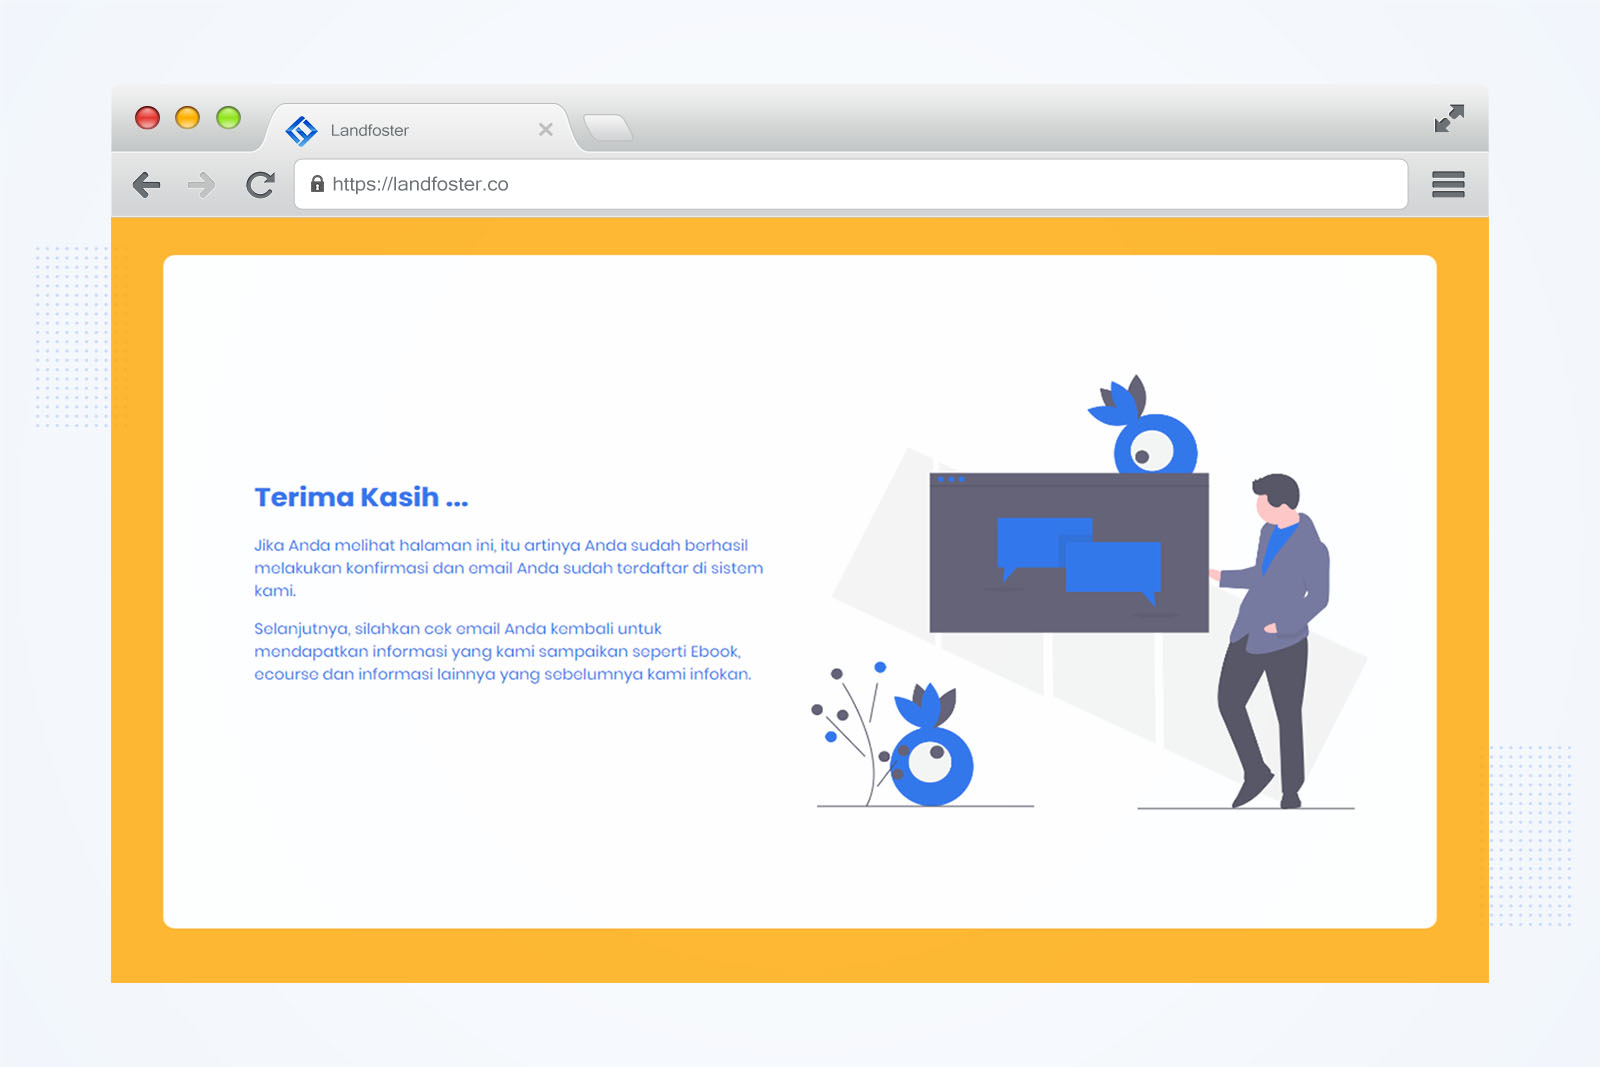 Landfoster
https://landfoster.co
Terima Kasih ...
Jika Anda melihat halaman ini, itu artinya Anda sudah berhasil
melakukan konfirmasi dan email Anda sudah terdaftar di sistem
kami.
Selanjutnya, silahkan cek email Anda kembali untuk
mendapatkan informasi yang kami sampaikan seperti Ebook,
ecourse dan informasi lainnya yang sebelumnya kami infokan.